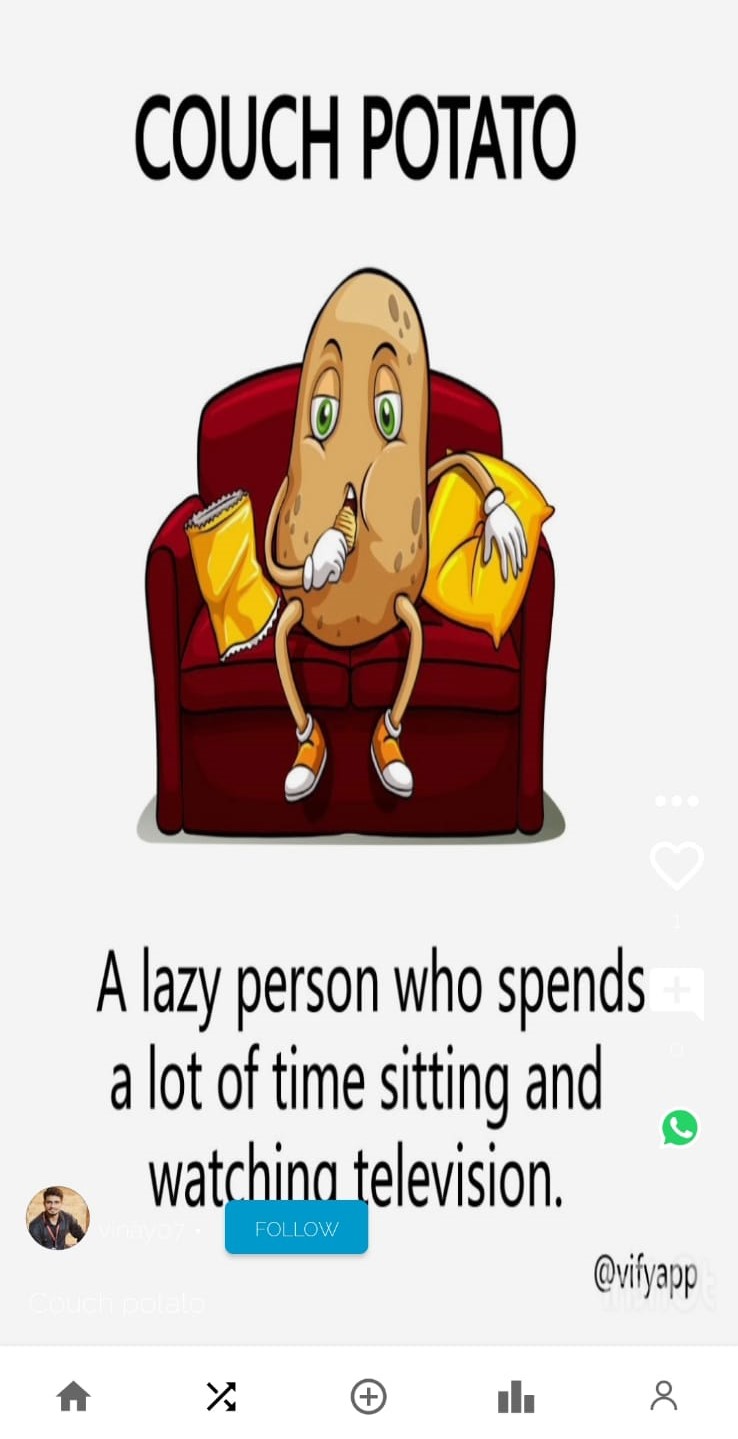 COUCH POTATO
1
A lazy person who spends
a lot of time sitting and
0
watching television.
FOLLOW
@vifyapp
Couch potato